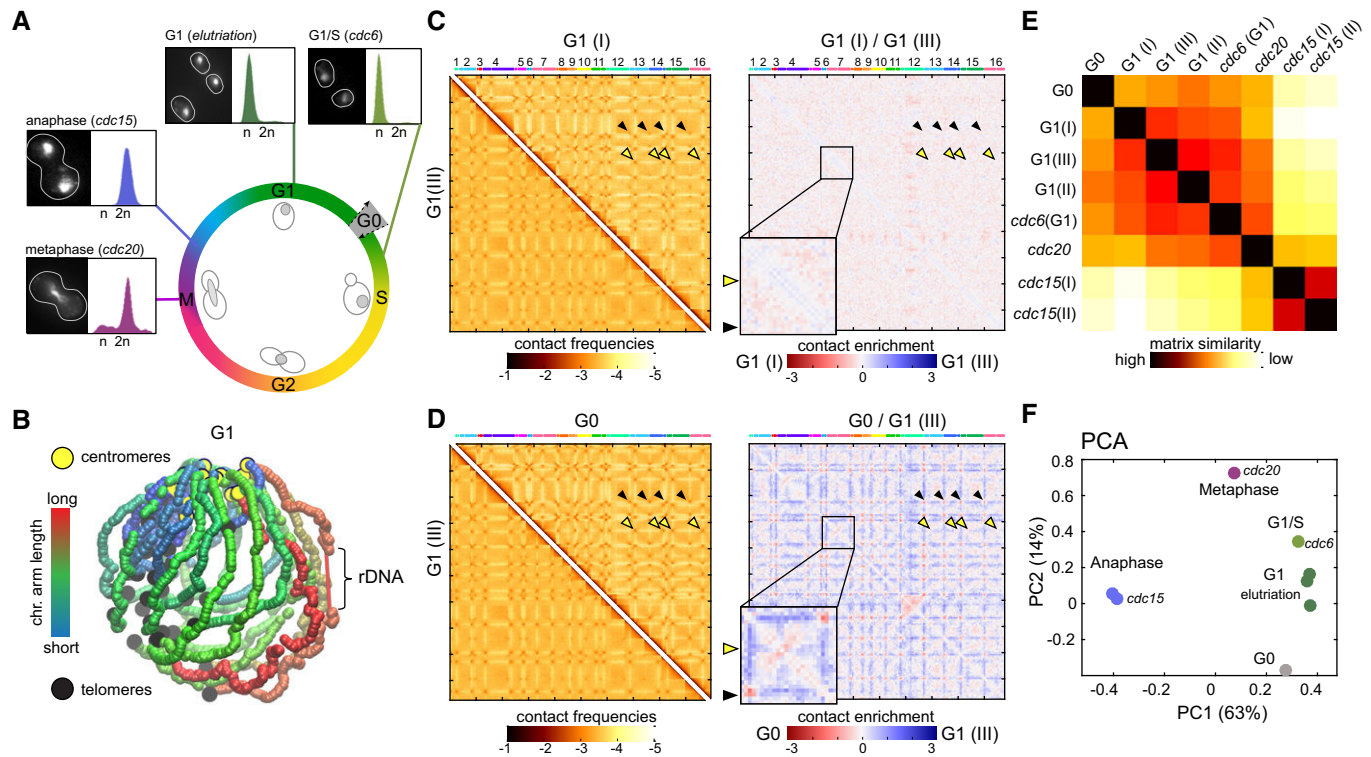 A
G1 (elutriation)
n 2n
G1/S (cdc6)
n 2n
anaphase (cdc15)
n 2n
metaphase (cdc20)
n 2n
G1
G0
S
G2
M
B
G1
centromeres
long
chr. arm length
short
telomeres
rDNA
C
G1 (I)
1 2 3 4 5 6 7 8 9 10 11 12 13 14 15 16
G1(III)
contact frequencies
-1 -2 -3 -4 -5
G1 (I) / G1 (III)
1 2 3 4 5 6 7 8 9 10 11 12 13 14 15 16
contact enrichment
G1 (I) G1 (III)
-3 0 3
D
G0
G1 (III)
contact frequencies
-1 -2 -3 -4 -5
G0 / G1 (III)
contact enrichment
G0 G1 (III)
-3 0 3
E
G0 G1 (I) G1 (III) G1 (II) cdc6 (G1) cdc20 cdc15 (I) cdc15 (II)
G0
G1(I)
G1(III)
G1(II)
cdc6(G1)
cdc20
cdc15(I)
cdc15(II)
matrix similarity
high low
F
PCA
0.8
0.6
0.4
0.2
0
-0.2
PC2 (14%)
cdc20
Metaphase
G1/S
cdc6
Anaphase
cdc15
G1
elutriation
G0
-0.4 -0.2 0 0.2 0.4
PC1 (63%)